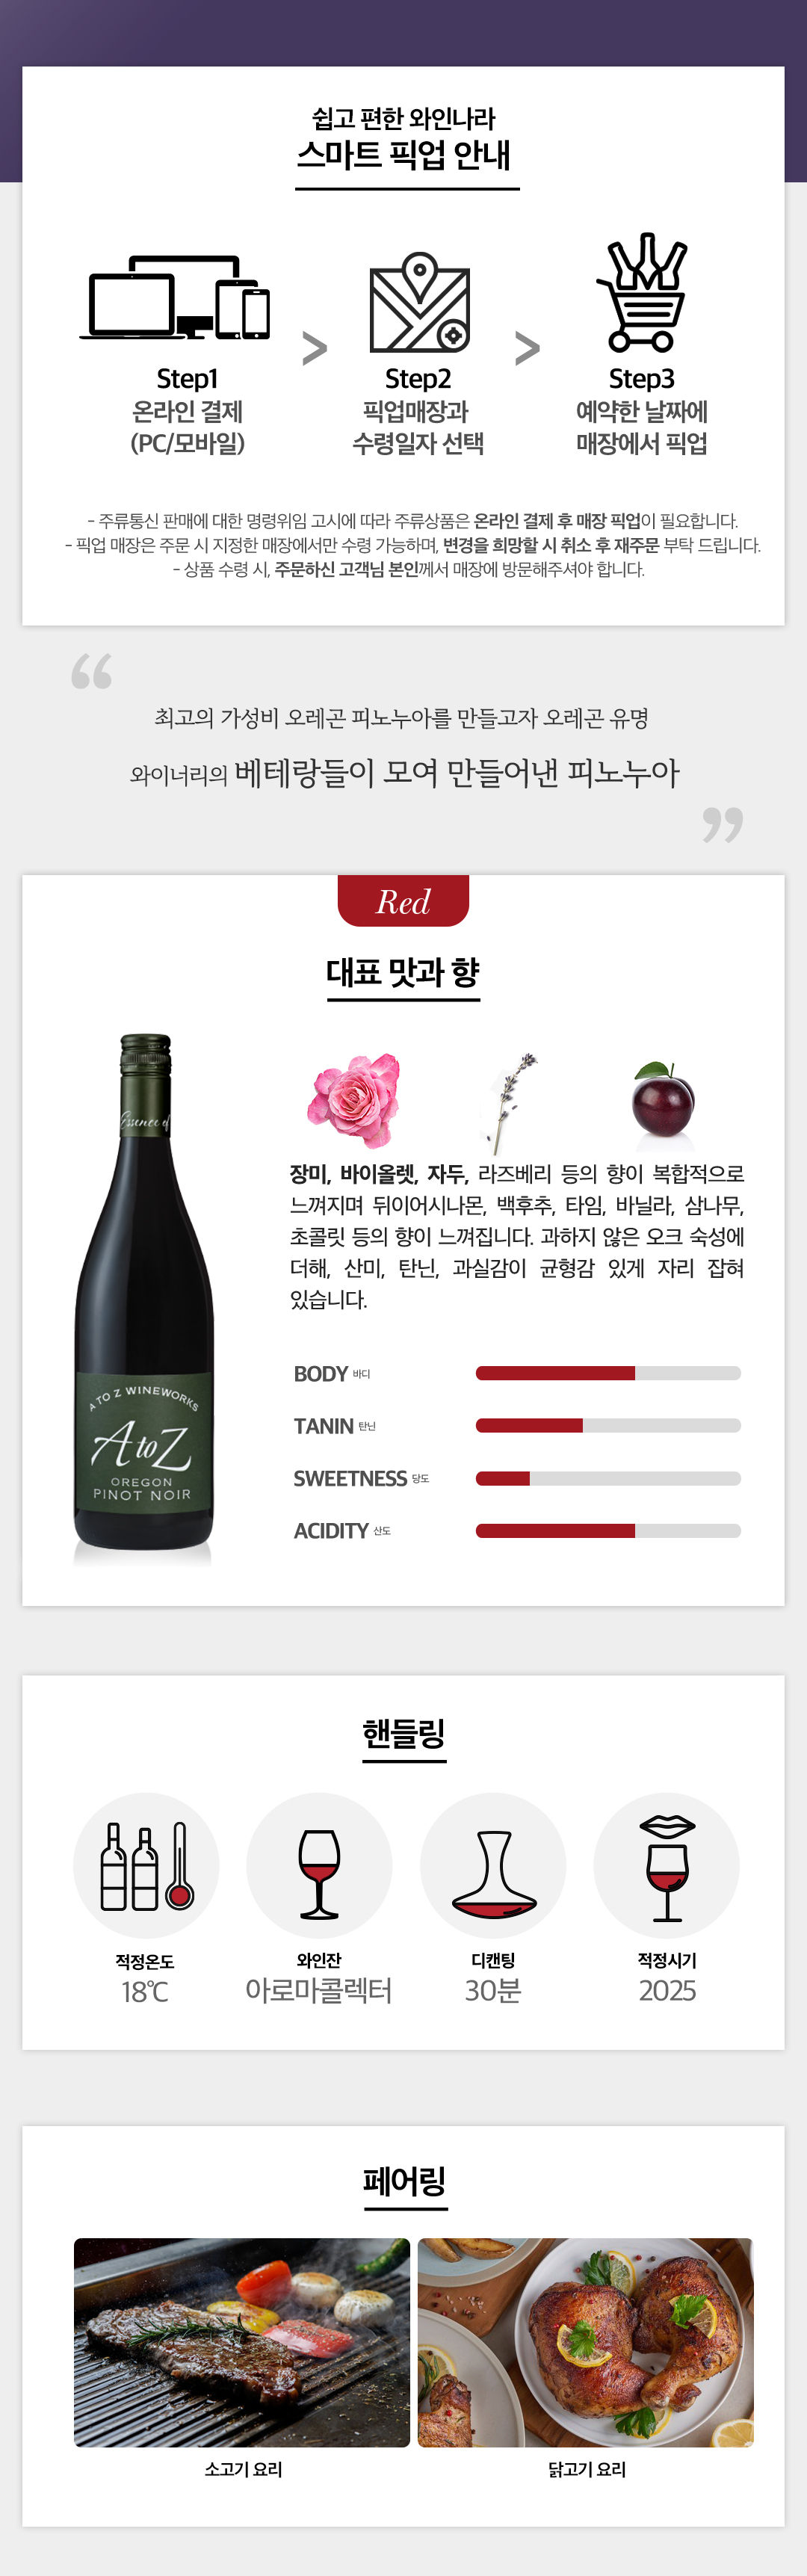 쉽고 편한 와인나라
스마트 픽업 안내
Step1
온라인 결제
(PC/모바일)
>
Step2
픽업매장과
수령일자 선택
>
Step3
예약한 날짜에
매장에서 픽업
- 주류통신 판매에 대한 명령위임 고시에 따라 주류상품은 온라인 결제 후 매장 픽업이 필요합니다.
- 픽업 매장은 주문 시 지정한 매장에서만 수령 가능하며, 변경을 희망할 시 취소 후 재주문 부탁 드립니다.
- 상품 수령 시, 주문하신 고객님 본인께서 매장에 방문해주셔야 합니다.
“
최고의 가성비 오레곤 피노누아를 만들고자 오레곤 유명
와이너리의 베테랑들이 모여 만들어낸 피노누아
”
Red
대표 맛과 향
Essence of
A TO Z WINEWORKS
A to Z
OREGON
PINOT NOIR
장미, 바이올렛, 자두, 라즈베리 등의 향이 복합적으로
느껴지며 뒤이어시나몬, 백후추, 타임, 바닐라, 삼나무,
초콜릿 등의 향이 느껴집니다. 과하지 않은 오크 숙성에
더해, 산미, 탄닌, 과실감이 균형감 있게 자리 잡혀
있습니다.
BODY 바디
TANIN 탄닌
SWEETNESS 당도
ACIDITY 산도
핸들링
적정온도
18℃
와인잔
아로마콜렉터
디캔팅
30분
적정시기
2025
페어링
소고기 요리
닭고기 요리